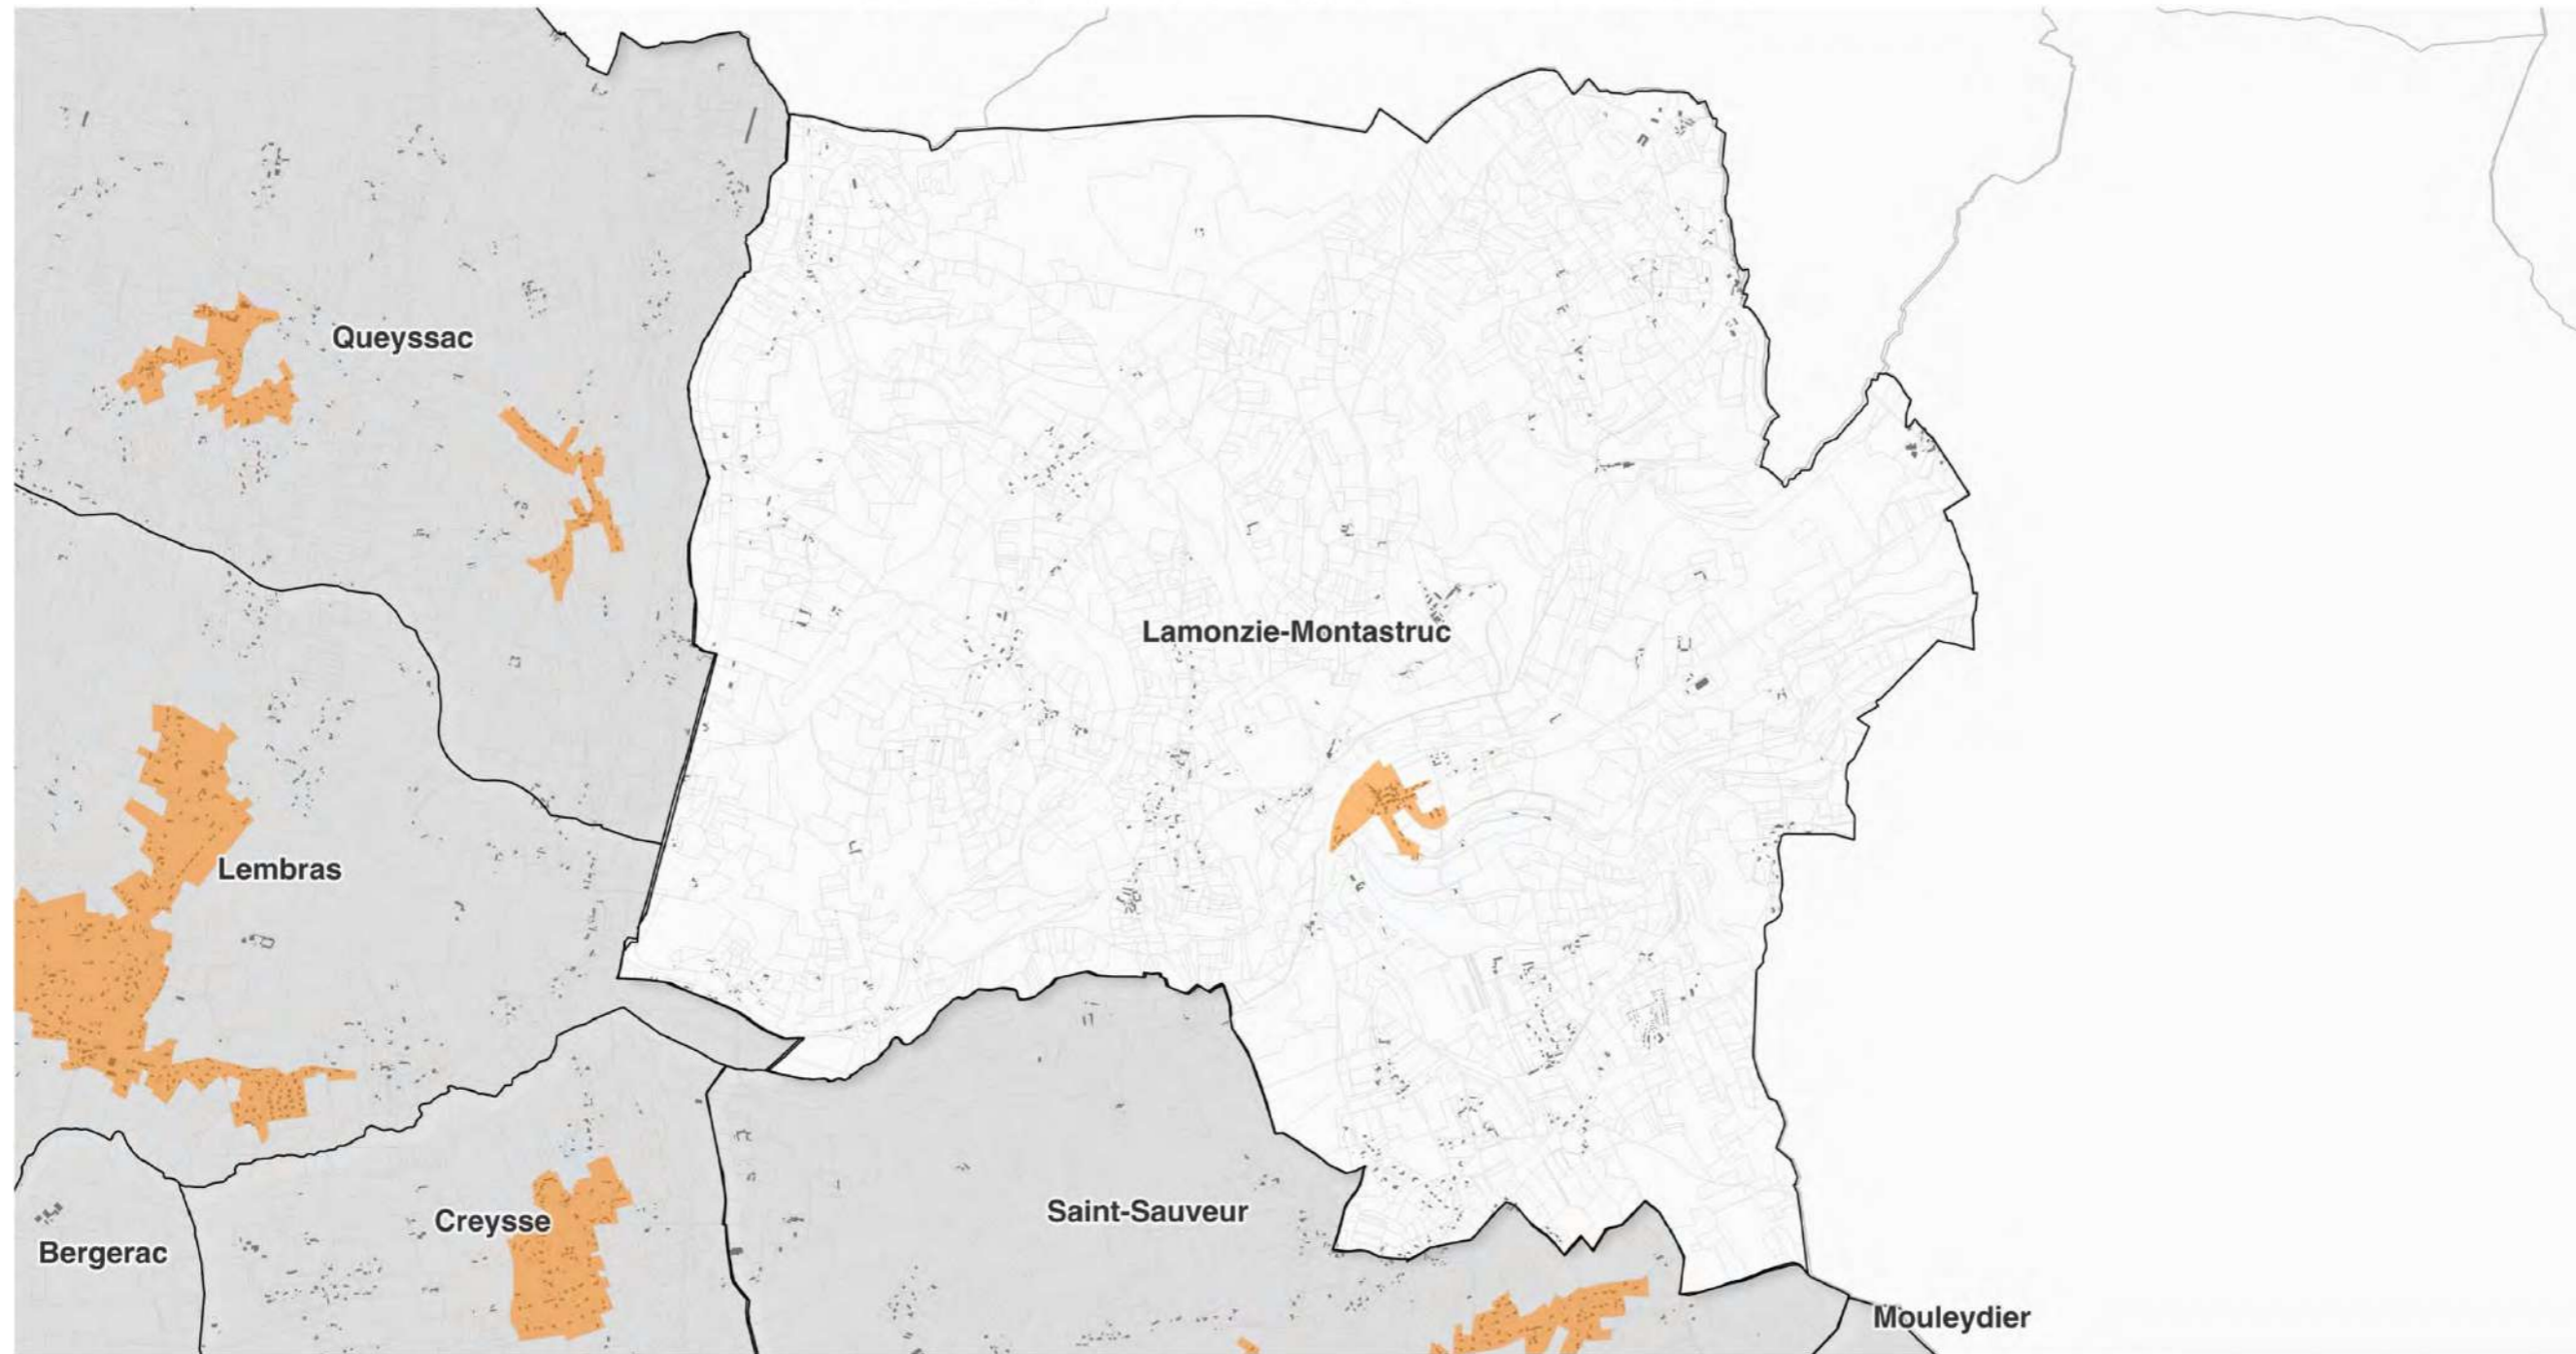 Queyssac
Lamonzie-Montastruc
Lembras
Saint-Sauveur
Creysse
Bergerac
Mouleydier